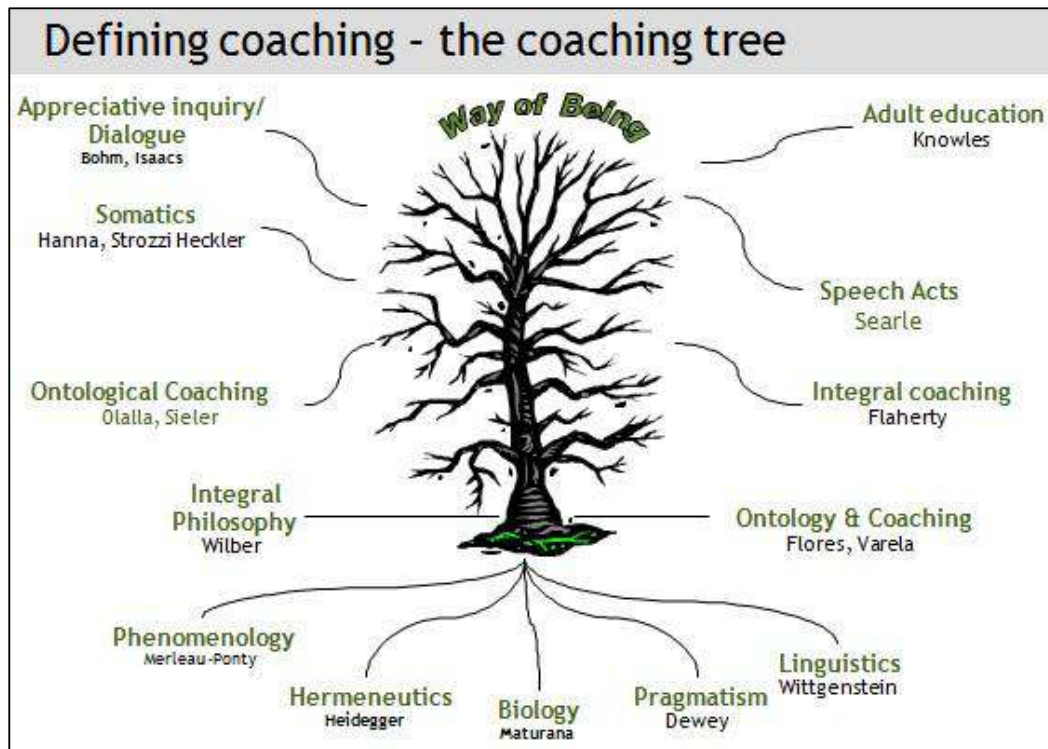 Defining coaching - the coaching tree
Way of Being
Appreciative inquiry/
Dialogue
Bohm, Isaacs
Adult education
Knowles
Somatics
Hanna, Strozzi Heckler
Speech Acts
Searle
Ontological Coaching
Olalla, Sieler
Integral coaching
Flaherty
Integral
Philosophy
Wilber
Ontology & Coaching
Flores, Varela
Phenomenology
Merleau-Ponty
Hermeneutics
Heidegger
Biology
Maturana
Pragmatism
Dewey
Linguistics
Wittgenstein